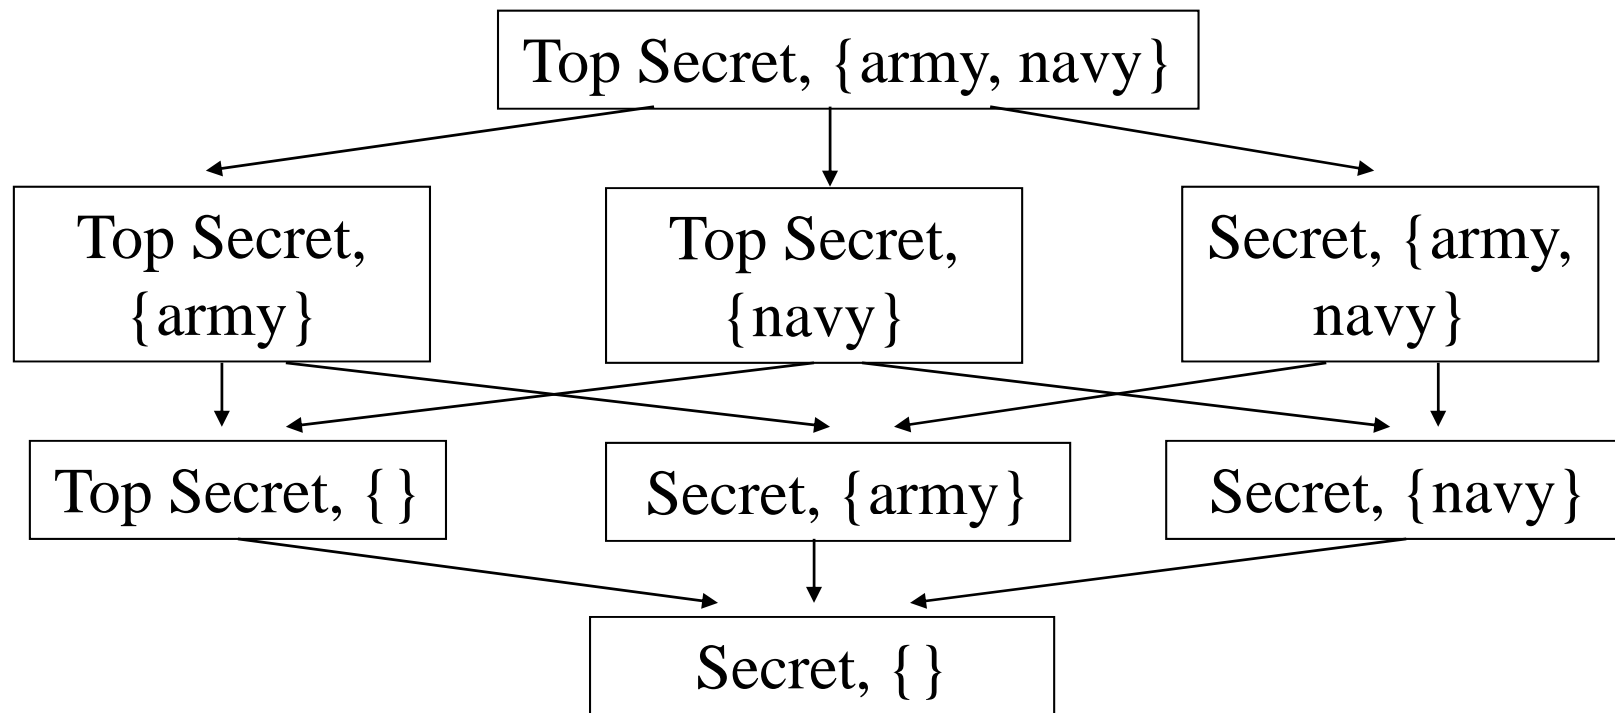 Top Secret, {army, navy}
Top Secret,
{army}
Top Secret,
{navy}
Secret, {army,
navy}
Top Secret, {}
Secret, {army}
Secret, {navy}
Secret, {}